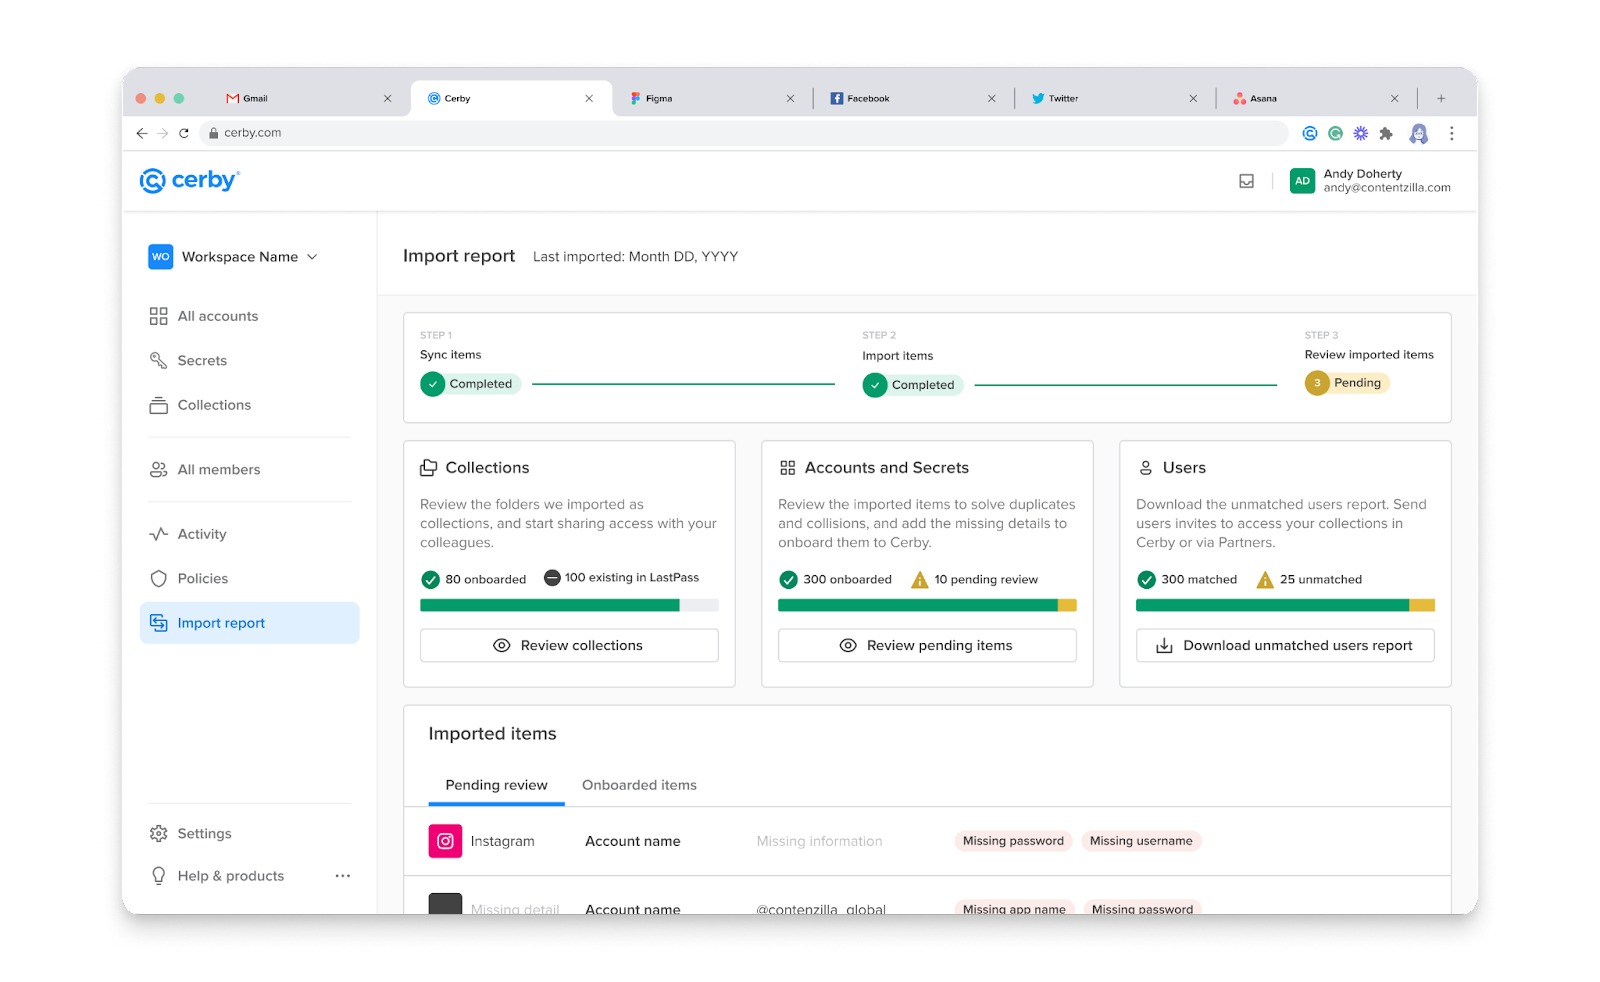 Gmail
Cerby
Figma
Facebook
Twitter
Asana
cerby.com
cerby
AD
Andy Doherty
andy@contentzilla.com
WO Workspace Name
All accounts
Secrets
Collections
All members
Activity
Policies
Import report
Settings
Help & products
Import report Last imported: Month DD, YYYY
STEP 1
Sync items
Completed
STEP 2
Import items
Completed
STEP 3
Review imported items
3 Pending
Collections
Review the folders we imported as
collections, and start sharing access with your
colleagues.
80 onboarded 100 existing in LastPass
Review collections
Accounts and Secrets
Review the imported items to solve duplicates
and collisions, and add the missing details to
onboard them to Cerby.
300 onboarded 10 pending review
Review pending items
Users
Download the unmatched users report. Send
users invites to access your collections in
Cerby or via Partners.
300 matched 25 unmatched
Download unmatched users report
Imported items
Pending review Onboarded items
Instagram Account name Missing information Missing password Missing username
Missing detail Account name @contenzilla_global Missing app name Missing password